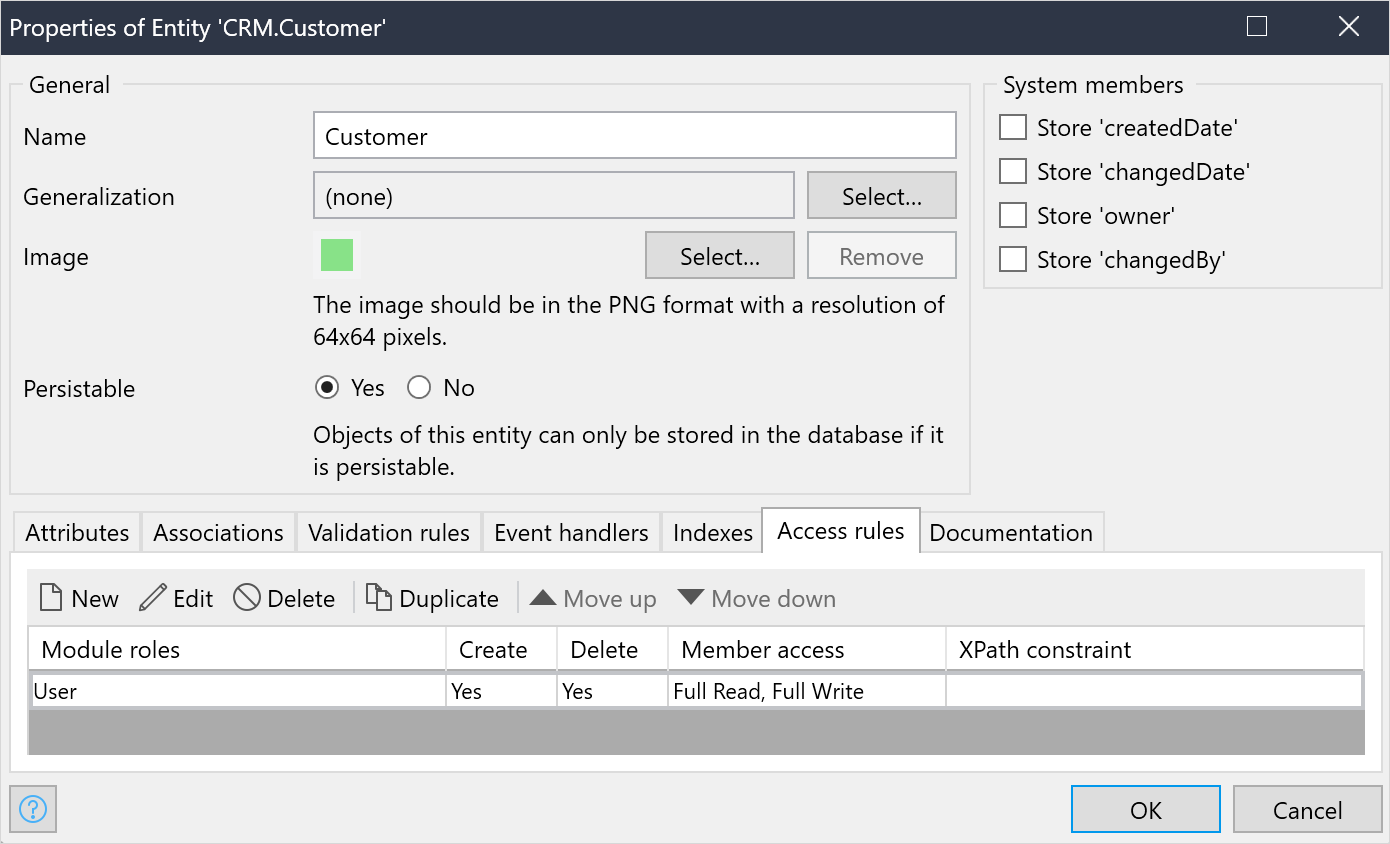 Properties of Entity 'CRM.Customer'
General
Name
Customer
Generalization
(none)
Select...
Image
Select...
Remove
The image should be in the PNG format with a resolution of
64x64 pixels.
Persistable
Yes
No
Objects of this entity can only be stored in the database if it
is persistable.
System members
Store 'createdDate'
Store 'changedDate'
Store 'owner'
Store 'changedBy'
Attributes Associations Validation rules Event handlers Indexes Access rules Documentation
New Edit Delete Duplicate Move up Move down
Module roles Create Delete Member access XPath constraint
User Yes Yes Full Read, Full Write
?
OK
Cancel